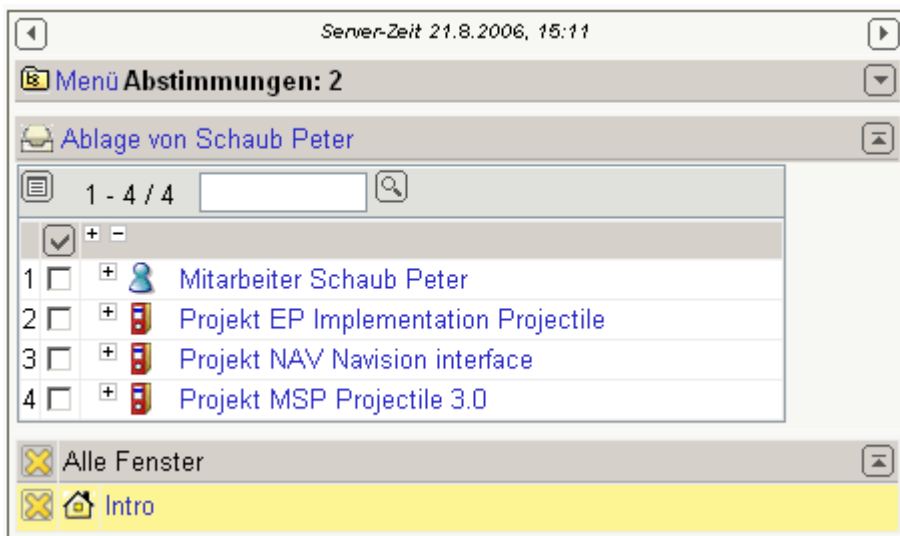 Server-Zeit 21.8.2006, 15:11
Menü Abstimmungen: 2
Ablage von Schaub Peter
1 - 4 / 4
1 Mitarbeiter Schaub Peter
2 Projekt EP Implementation Projectile
3 Projekt NAV Navision interface
4 Projekt MSP Projectile 3.0
Alle Fenster
Intro